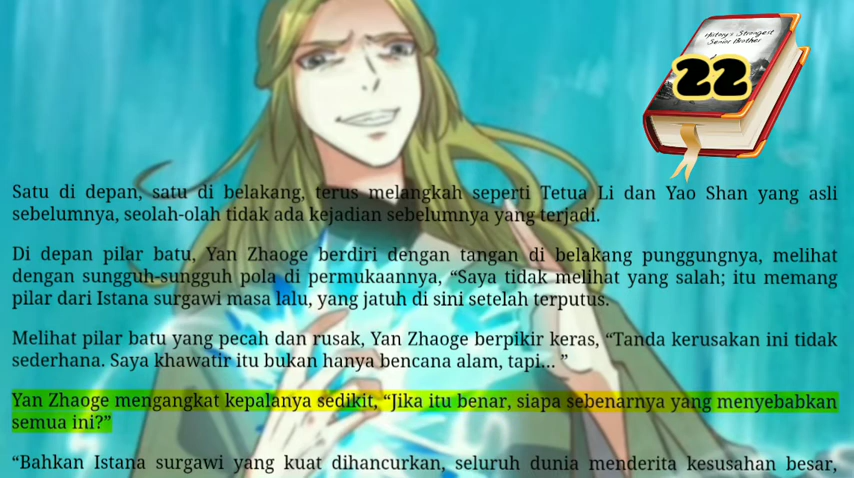 History's Strongest
Senior Brother
22
Satu di depan, satu di belakang, terus melangkah seperti Tetua Li dan Yao Shan yang asli
sebelumnya, seolah-olah tidak ada kejadian sebelumnya yang terjadi.
Di depan pilar batu, Yan Zhaoge berdiri dengan tangan di belakang punggungnya, melihat
dengan sungguh-sungguh pola di permukaannya, “Saya tidak melihat yang salah; itu memang
pilar dari Istana surgawi masa lalu, yang jatuh di sini setelah terputus.
Melihat pilar batu yang pecah dan rusak, Yan Zhaoge berpikir keras, “Tanda kerusakan ini tidak
sederhana. Saya khawatir itu bukan hanya bencana alam, tapi... ”
Yan Zhaoge mengangkat kepalanya sedikit, “Jika itu benar, siapa sebenarnya yang menyebabkan
semua ini?”
“Bahkan Istana surgawi yang kuat dihancurkan, seluruh dunia menderita kesusahan besar,